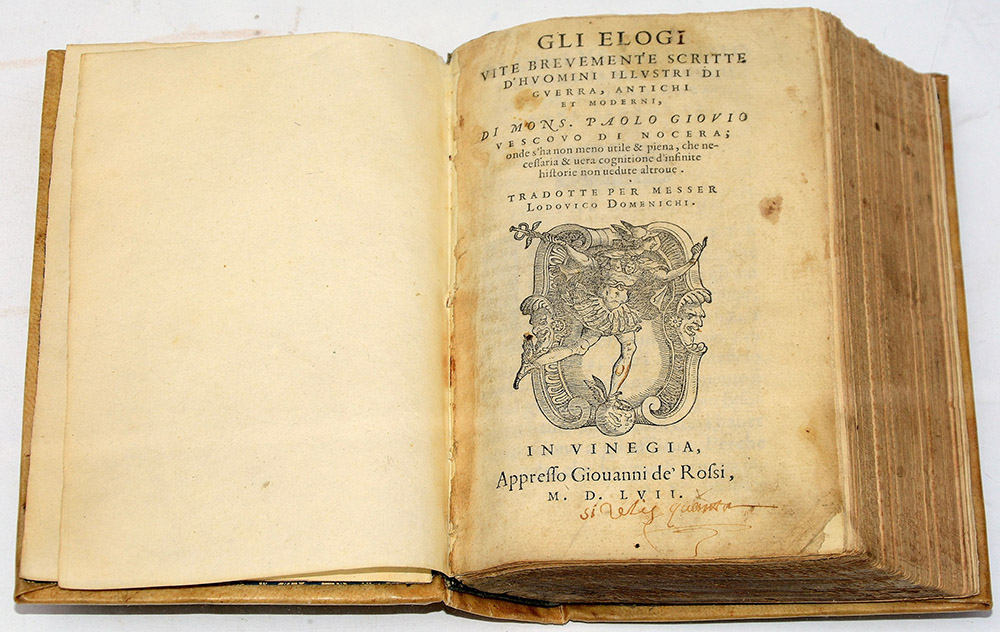 GLI ELOGI
VITE BREVEMENTE SCRITTE
D'HVOMINI ILLVSTRI DI
GVERRA, ANTICHI
ET MODERNI,
DI MONS. PAOLO GIOVIO
VESCOVO DI NOCERA;
onde s'ha non meno utile & piena, che ne-
cessaria & uera cognitione d'infinite
historie non uedute altroue.
TRADOTTE PER MESSER
LODOVICO DOMENICHI.
IN VINEGIA,
Appresso Giouanni de' Rossi,
M. D. LVII.
si